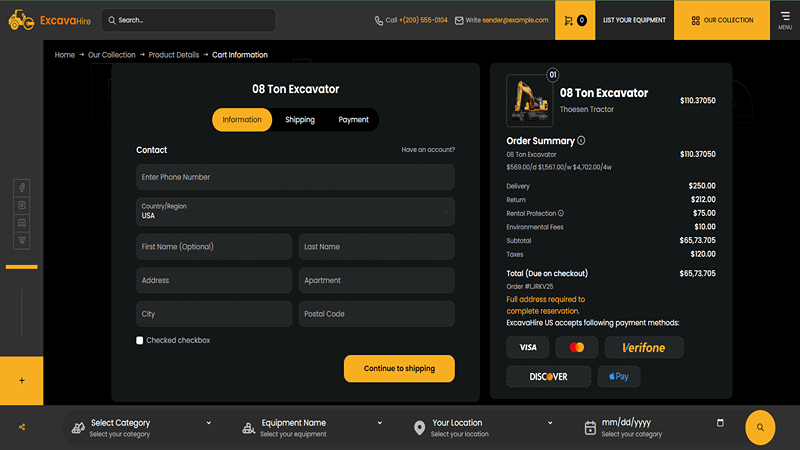 ExcavaHire
Search...
Call +(209) 555-0104
Write sender@example.com
0
LIST YOUR EQUIPMENT
OUR COLLECTION
MENU
Home → Our Collection → Product Details → Cart Information
08 Ton Excavator
Information
Shipping
Payment
Contact
Have an account?
Enter Phone Number
Country/Region
USA
First Name (Optional)
Last Name
Address
Apartment
City
Postal Code
Checked checkbox
Continue to shipping
01
08 Ton Excavator
Thoesen Tractor
$110.37050
Order Summary
08 Ton Excavator
$110.37050
$569.00/d $1,567.00/w $4,702.00/4w
Delivery $250.00
Return $212.00
Rental Protection $75.00
Environmental Fees $10.00
Subtotal $65,73.705
Taxes $120.00
Total (Due on checkout) $65,73.705
Order #LJRKV25
Full address required to
complete reservation.
ExcavaHire US accepts following payment methods:
VISA
Verifone
DISCOVER
Pay
+
Select Category
Select your category
Equipment Name
Select your equipment
Your Location
Select your location
mm/dd/yyyy
Select your category